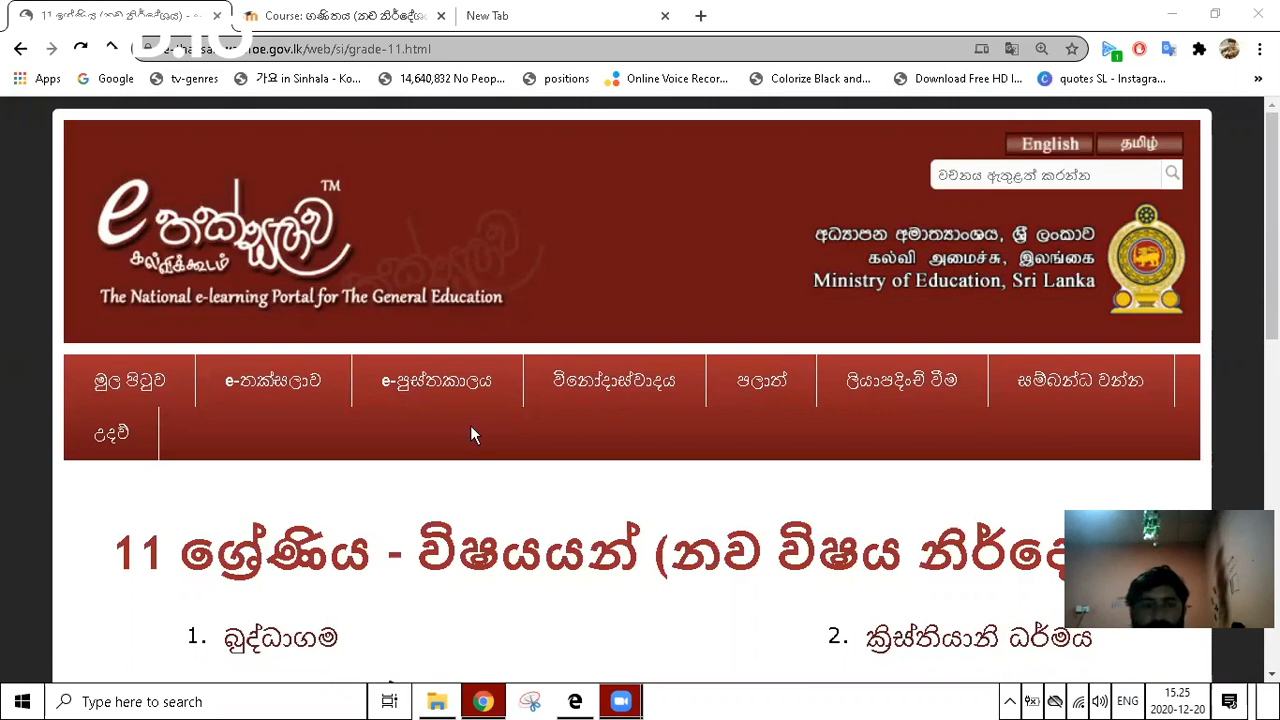 Course: ගණිතය (නව නිර්දේශ
New Tab
oe.gov.lk/web/si/grade-11.html
Apps
Google
tv-genres
가요 in Sinhala - Ko...
14,640,832 No Peop...
positions
Online Voice Recor...
Colorize Black and...
Download Free HD I...
quotes SL - Instagra...
English
தமிழ்
වචනය ඇතුළත් කරන්න
e තක්සලාව TM
கல்விக்கூடம்
The National e-learning Portal for The General Education
අධ්‍යාපන අමාත්‍යාංශය, ශ්‍රී ලංකාව
கல்வி அமைச்சு, இலங்கை
Ministry of Education, Sri Lanka
මුල පිටුව
e-තක්සලාව
e-පුස්තකාලය
විනෝදාස්වාදය
පලාත්
ලියාපදිංචි වීම
සම්බන්ධ වන්න
උදව්
11 ශ්‍රේණිය - විෂයයන් (නව විෂය නිර්දෙ
1. බුද්ධාගම
2. ක්‍රිස්තියානි ධර්මය
Type here to search
ENG
15.25
2020-12-20